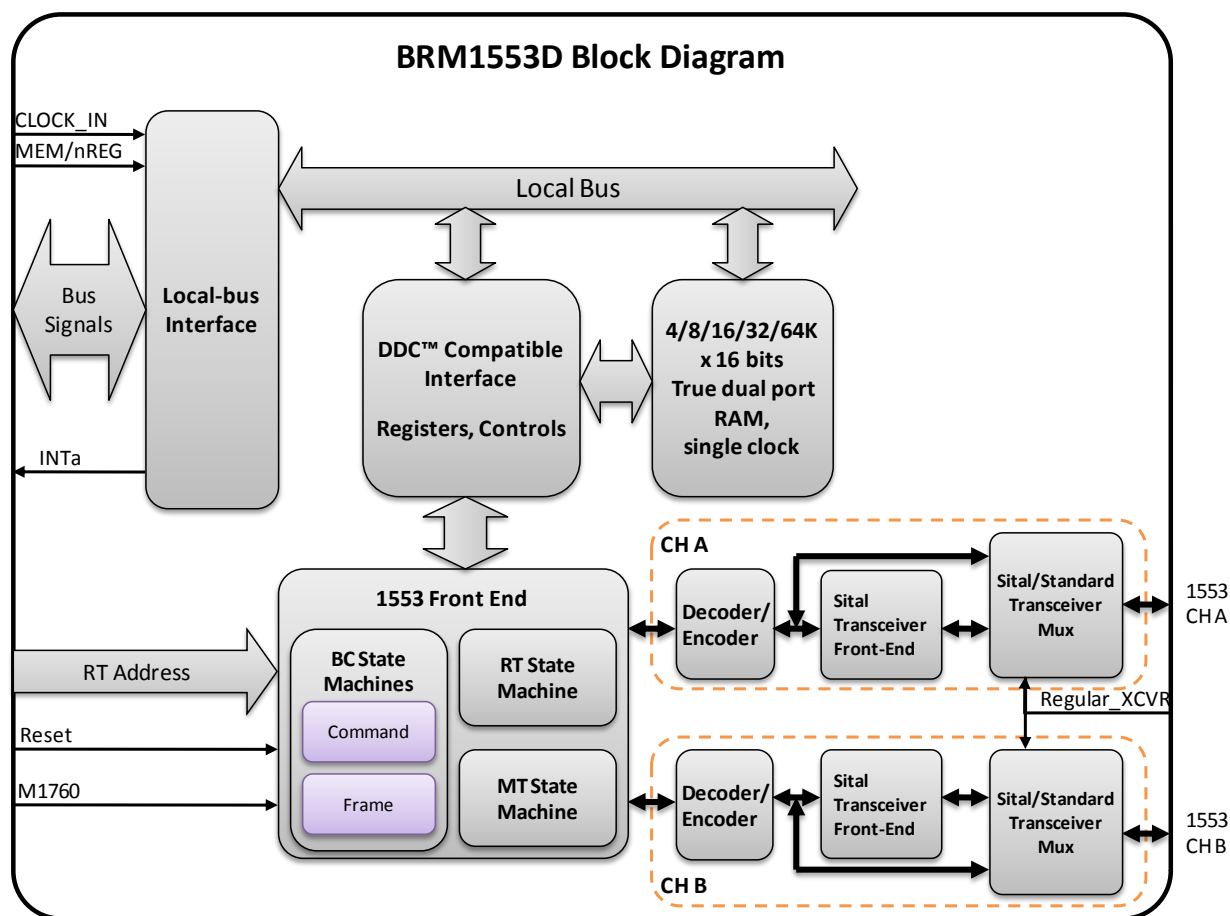 BRM1553D Block Diagram
CLOCK_IN
MEM/nREG
Local Bus
Bus
Signals
Local-bus
Interface
DDC™ Compatible
Interface
Registers, Controls
4/8/16/32/64K
x 16 bits
True dual port
RAM,
single clock
INTa
1553 Front End
BC State
Machines
Command
Frame
RT State
Machine
MT State
Machine
RT Address
Reset
M1760
CH A
Decoder/
Encoder
Sital
Transceiver
Front-End
Sital/Standard
Transceiver
Mux
1553
CH A
Regular_XCVR
Decoder/
Encoder
Sital
Transceiver
Front-End
Sital/Standard
Transceiver
Mux
1553
CH B
CH B